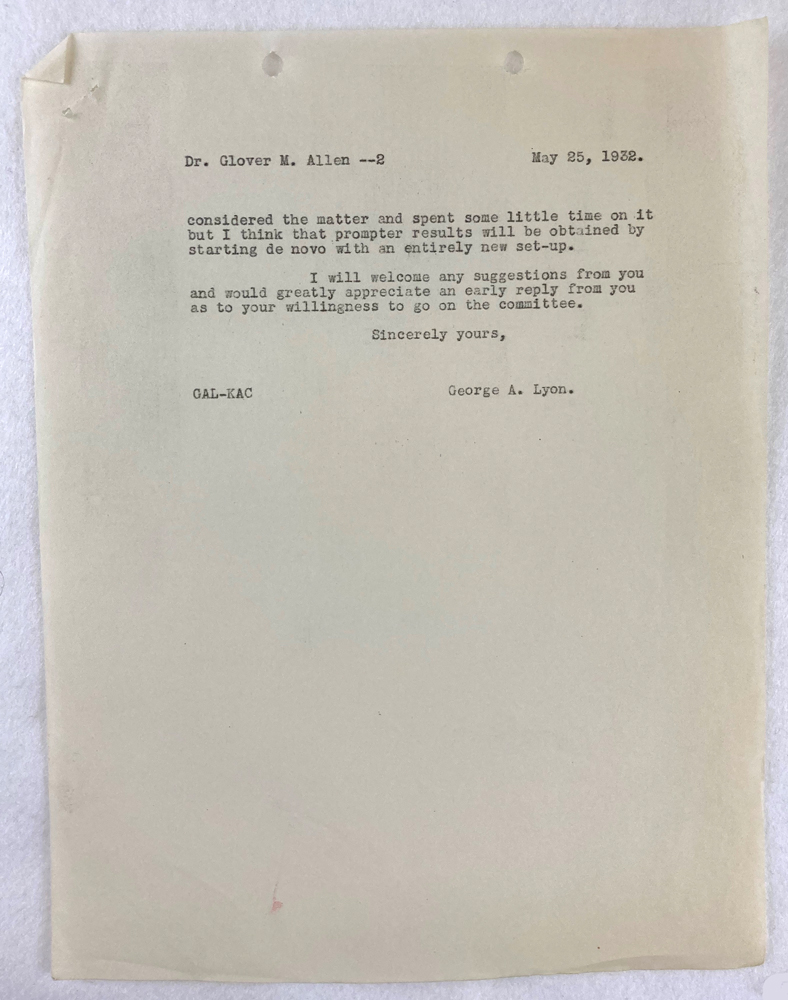 Dr. Glover M. Allen --2 May 25, 1932.
considered the matter and spent some little time on it
but I think that prompter results will be obtained by
starting de novo with an entirely new set-up.
I will welcome any suggestions from you
and would greatly appreciate an early reply from you
as to your willingness to go on the committee.
Sincerely yours,
GAL-KAC George A. Lyon.